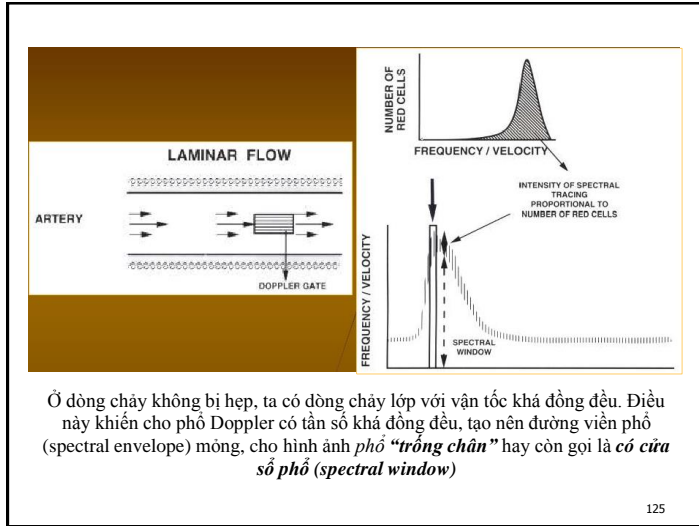 LAMINAR FLOW
ARTERY
DOPPLER GATE
NUMBER OF
RED CELLS
FREQUENCY / VELOCITY
INTENSITY OF SPECTRAL
TRACING
PROPORTIONAL TO
NUMBER OF RED CELLS
FREQUENCY / VELOCITY
SPECTRAL
WINDOW
Ở dòng chảy không bị hẹp, ta có dòng chảy lớp với vận tốc khá đồng đều. Điều
này khiến cho phổ Doppler có tần số khá đồng đều, tạo nên đường viền phổ
(spectral envelope) mỏng, cho hình ảnh phổ “trống chân” hay còn gọi là có cửa
sổ phổ (spectral window)
125